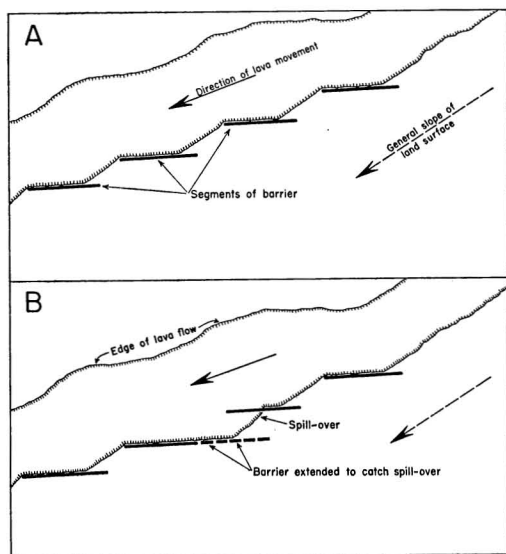 A
Direction of lava movement
General slope of
land surface
Segments of barrier
B
Edge of lava flow
Spill-over
Barrier extended to catch spill-over